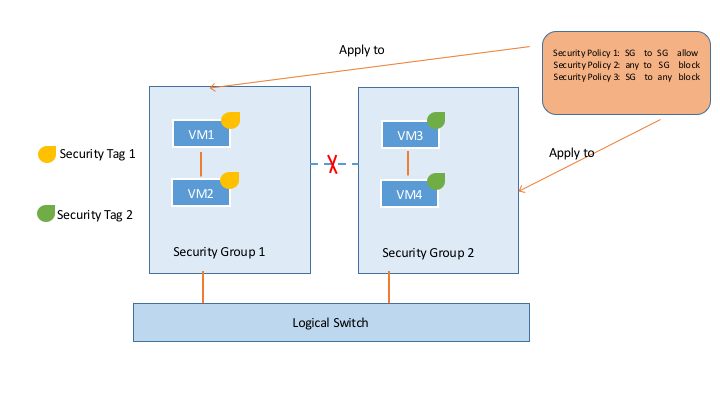 Apply to
Security Policy 1: SG to SG allow
Security Policy 2: any to SG block
Security Policy 3: SG to any block
VM1
VM3
Security Tag 1
Apply to
VM2
VM4
Security Tag 2
Security Group 1
Security Group 2
Logical Switch